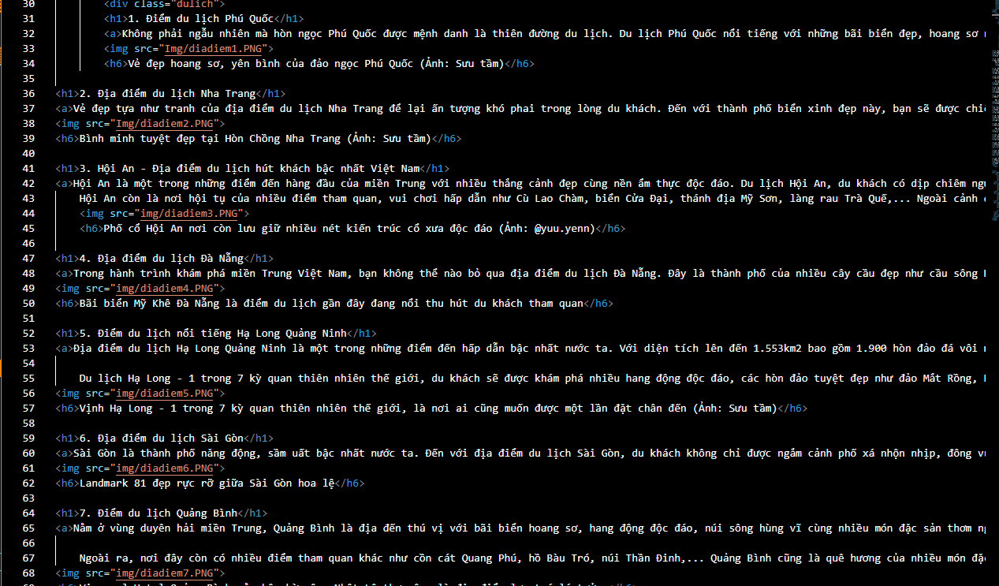 30 <div class="dulich">
31 <h1>1. Điểm du lịch Phú Quốc</h1>
32 <a>Không phải ngẫu nhiên mà hòn ngọc Phú Quốc được mệnh danh là thiên đường du lịch. Du lịch Phú Quốc nổi tiếng với những bãi biển đẹp, hoang sơ
33 <img src="Img/diadiem1.PNG">
34 <h6>Vẻ đẹp hoang sơ, yên bình của đảo ngọc Phú Quốc (Ảnh: Sưu tầm)</h6>
35
36 <h1>2. Địa điểm du lịch Nha Trang</h1>
37 <a>Vẻ đẹp tựa như tranh của địa điểm du lịch Nha Trang để lại ấn tượng khó phai trong lòng du khách. Đến với thành phố biển xinh đẹp này, bạn sẽ được
38 <img src="Img/diadiem2.PNG">
39 <h6>Bình minh tuyệt đẹp tại Hòn Chồng Nha Trang (Ảnh: Sưu tầm)</h6>
40
41 <h1>3. Hội An - Địa điểm du lịch hút khách bậc nhất Việt Nam</h1>
42 <a>Hội An là một trong những điểm đến hàng đầu của miền Trung với nhiều thắng cảnh đẹp cùng nền ẩm thực độc đáo. Du lịch Hội An, du khách có dịp chiêm
43 Hội An còn là nơi hội tụ của nhiều điểm tham quan, vui chơi hấp dẫn như Cù Lao Chàm, biển Cửa Đại, thánh địa Mỹ Sơn, làng rau Trà Quế,... Ngoài cảnh
44 <img src="img/diadiem3.PNG">
45 <h6>Phố cổ Hội An nơi còn lưu giữ nhiều nét kiến trúc cổ xưa độc đáo (Ảnh: @yuu.yenn)</h6>
46
47 <h1>4. Địa điểm du lịch Đà Nẵng</h1>
48 <a>Trong hành trình khám phá miền Trung Việt Nam, bạn không thể nào bỏ qua địa điểm du lịch Đà Nẵng. Đây là thành phố của nhiều cây cầu đẹp như cầu sông
49 <img src="img/diadiem4.PNG">
50 <h6>Bãi biển Mỹ Khê Đà Nẵng là điểm du lịch gần đây đang nổi thu hút du khách tham quan</h6>
51
52 <h1>5. Điểm du lịch nổi tiếng Hạ Long Quảng Ninh</h1>
53 <a>Địa điểm du lịch Hạ Long Quảng Ninh là một trong những điểm đến hấp dẫn bậc nhất nước ta. Với diện tích lên đến 1.553km2 bao gồm 1.900 hòn đảo đá vôi
54
55 Du lịch Hạ Long - 1 trong 7 kỳ quan thiên nhiên thế giới, du khách sẽ được khám phá nhiều hang động độc đáo, các hòn đảo tuyệt đẹp như đảo Mắt Rồng,
56 <img src="img/diadiem5.PNG">
57 <h6>Vịnh Hạ Long - 1 trong 7 kỳ quan thiên nhiên thế giới, là nơi ai cũng muốn được một lần đặt chân đến (Ảnh: Sưu tầm)</h6>
58
59 <h1>6. Địa điểm du lịch Sài Gòn</h1>
60 <a>Sài Gòn là thành phố năng động, sầm uất bậc nhất nước ta. Đến với địa điểm du lịch Sài Gòn, du khách không chỉ được ngắm cảnh phố xá nhộn nhịp, đông
61 <img src="img/diadiem6.PNG">
62 <h6>Landmark 81 đẹp rực rỡ giữa Sài Gòn hoa lệ</h6>
63
64 <h1>7. Điểm du lịch Quảng Bình</h1>
65 <a>Nằm ở vùng duyên hải miền Trung, Quảng Bình là địa đến thú vị với bãi biển hoang sơ, hang động độc đáo, núi sông hùng vĩ cùng nhiều món đặc sản thơm
66
67 Ngoài ra, nơi đây còn có nhiều điểm tham quan khác như cồn cát Quang Phú, hồ Bàu Tró, núi Thần Đinh,... Quảng Bình cũng là quê hương của nhiều món
68 <img src="img/diadiem7.PNG">